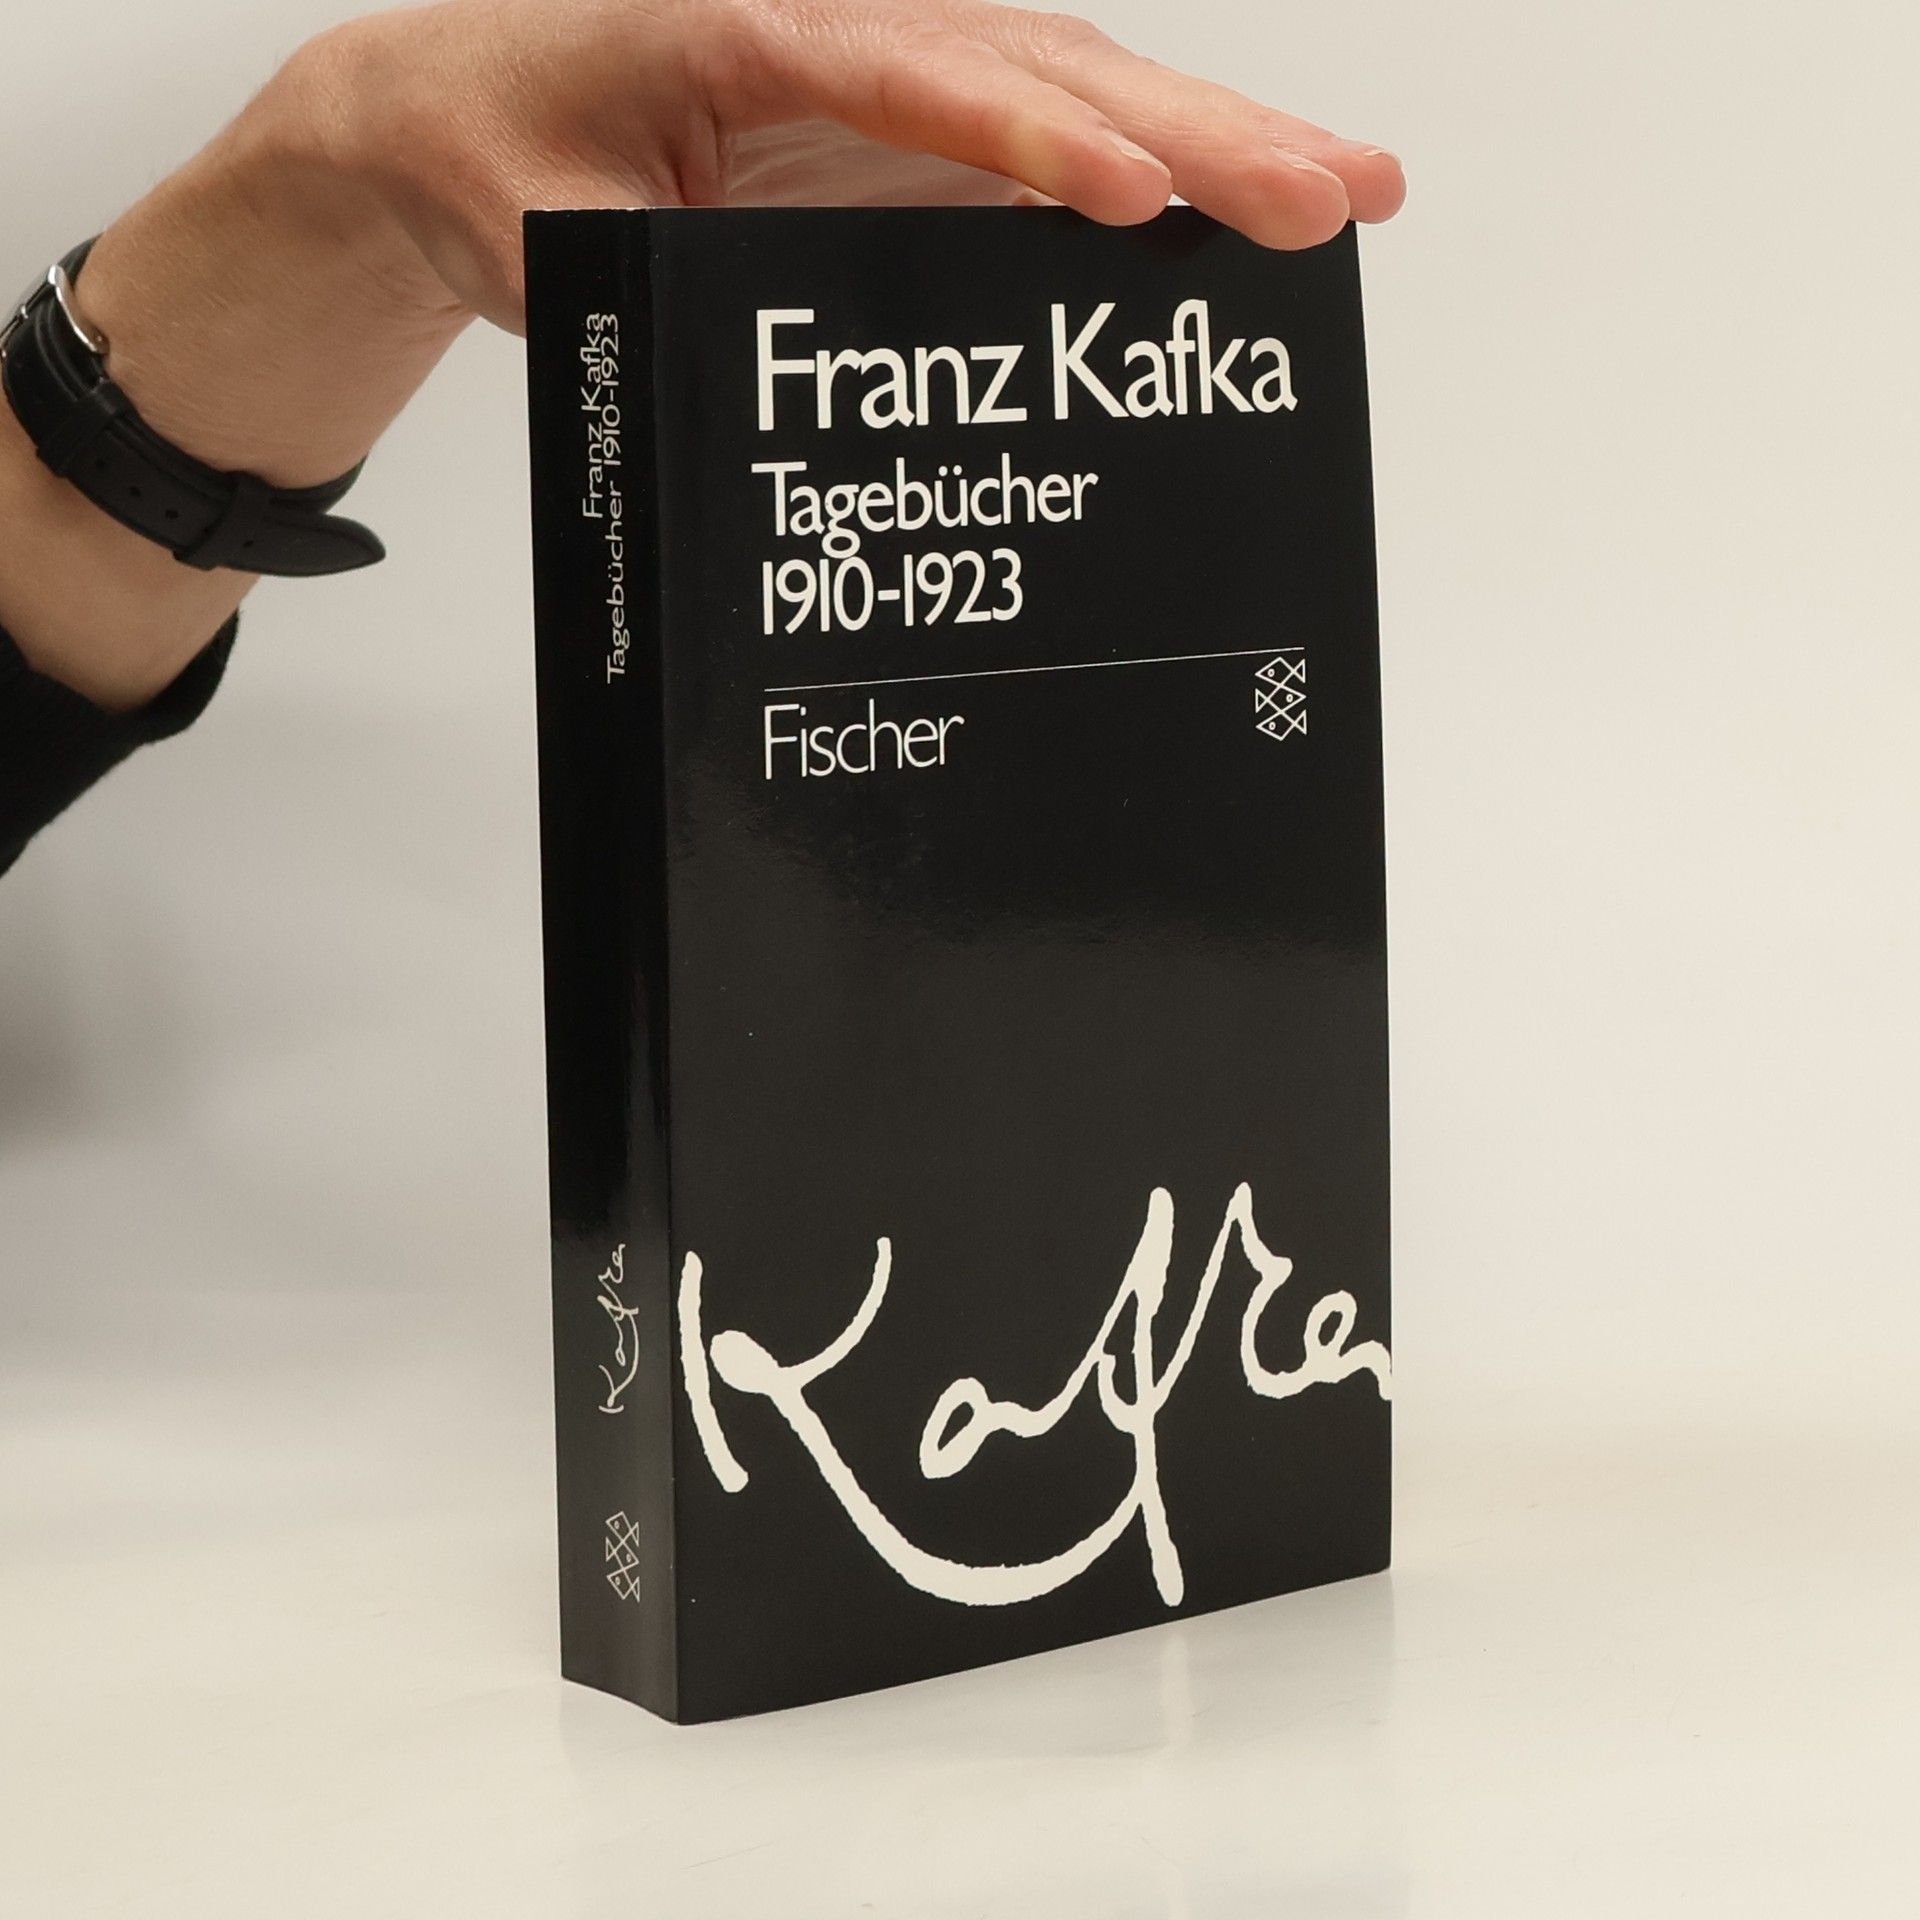 Franz Kafka
Tagebücher 1910-1923
Kafka
Franz Kafka
Tagebücher
1910-1923
Fischer
Kafka